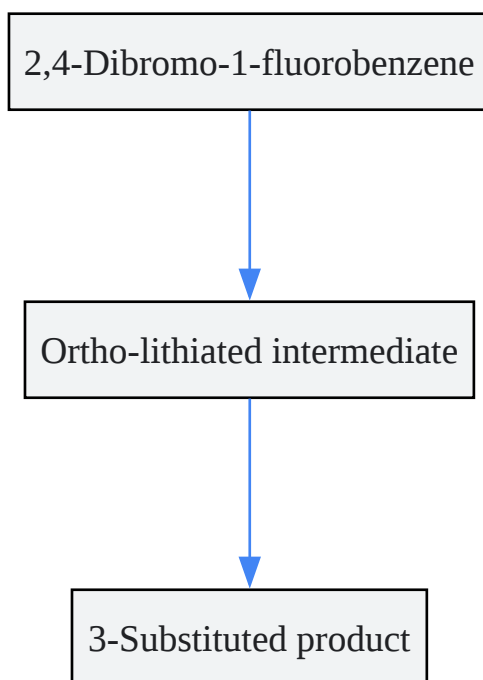 2,4-Dibromo-1-fluorobenzene
Ortho-lithiated intermediate
3-Substituted product